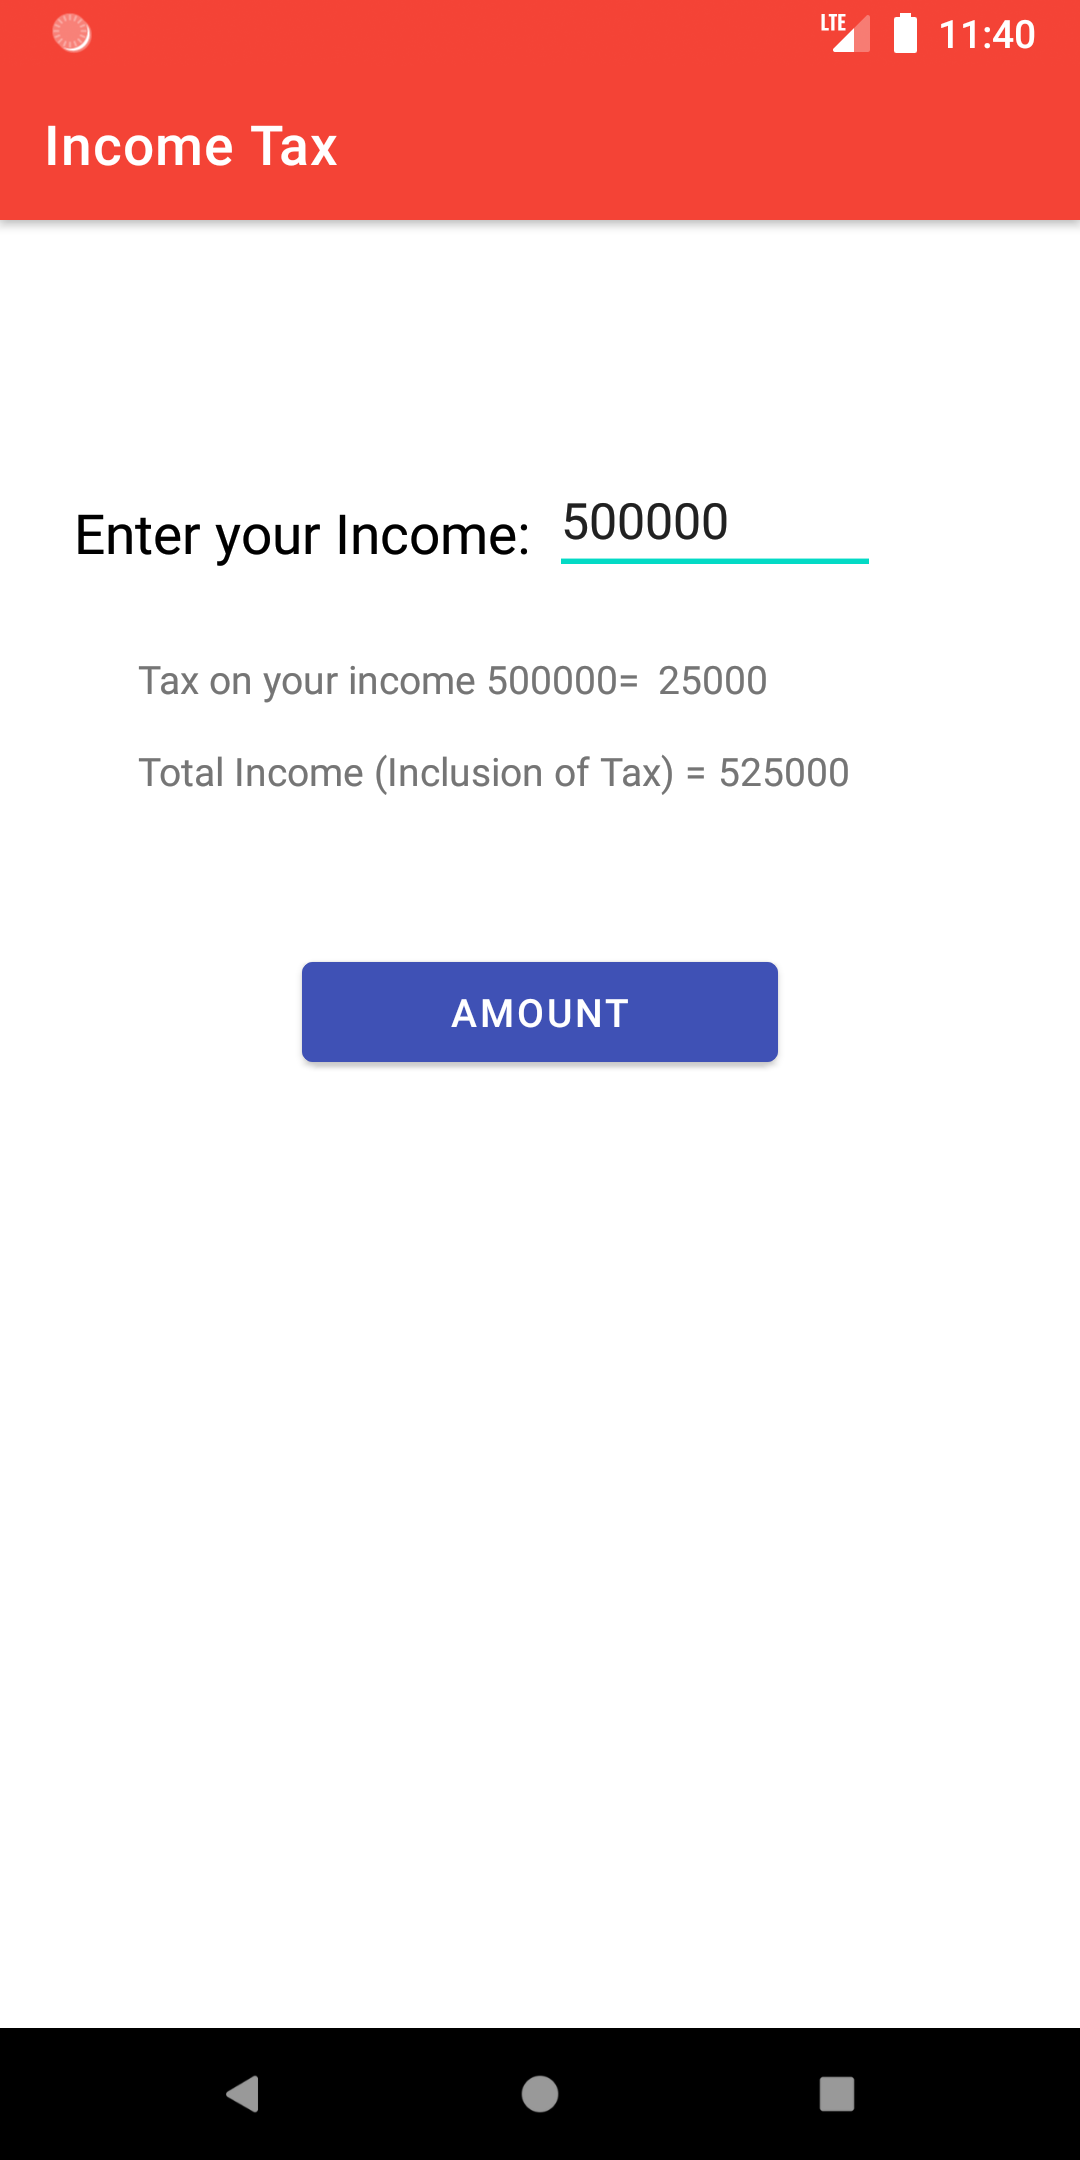 LTE 11:40
Income Tax
Enter your Income: 500000
Tax on your income 500000=  25000
Total Income (Inclusion of Tax) = 525000
AMOUNT